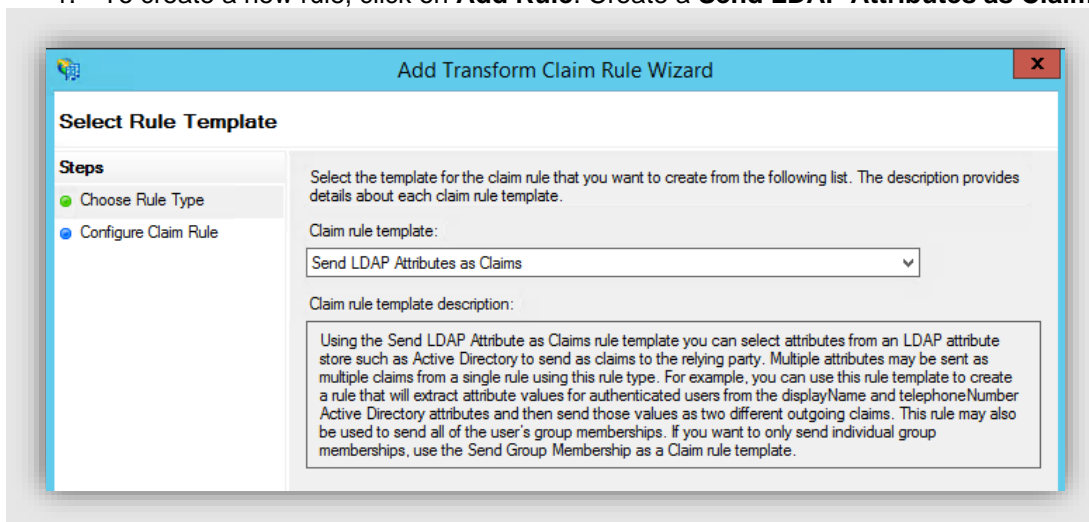 To create a new rule, click on Add Rule. Create a Send LDAP Attributes as Claim
Add Transform Claim Rule Wizard
x
Select Rule Template
Steps
Choose Rule Type
Configure Claim Rule
Select the template for the claim rule that you want to create from the following list. The description provides
details about each claim rule template.
Claim rule template:
Send LDAP Attributes as Claims
Claim rule template description:
Using the Send LDAP Attribute as Claims rule template you can select attributes from an LDAP attribute
store such as Active Directory to send as claims to the relying party. Multiple attributes may be sent as
multiple claims from a single rule using this rule type. For example, you can use this rule template to create
a rule that will extract attribute values for authenticated users from the displayName and telephoneNumber
Active Directory attributes and then send those values as two different outgoing claims. This rule may also
be used to send all of the user's group memberships. If you want to only send individual group
memberships, use the Send Group Membership as a Claim rule template.